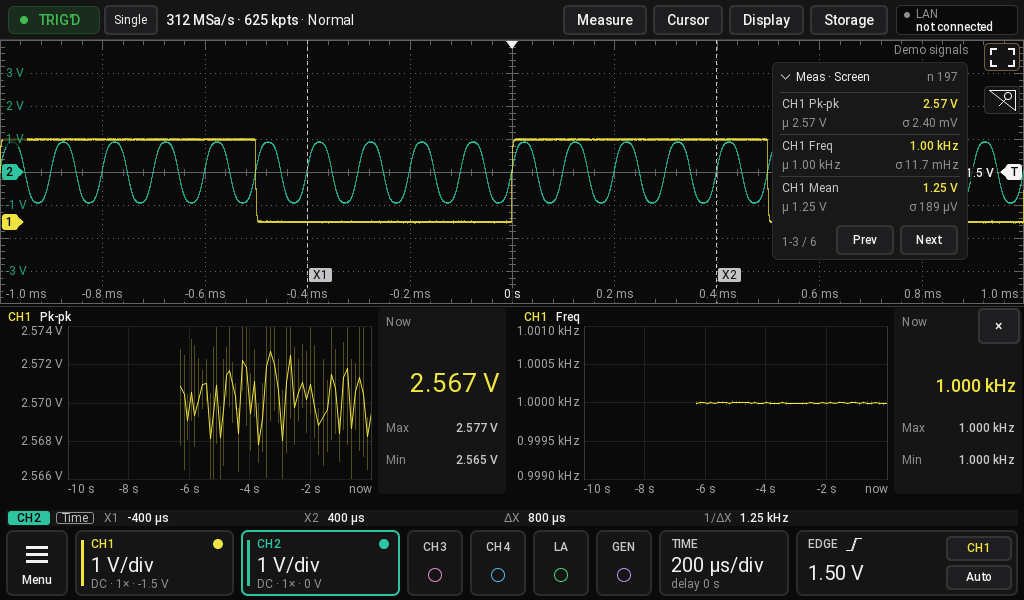 TRIG'D
Single
312 MSa/s · 625 kpts · Normal
Measure
Cursor
Display
Storage
LAN
not connected
Demo signals
3 V
2 V
1 V
-1 V
-3 V
2
1
Meas · Screen
n 197
CH1 Pk-pk
2.57 V
μ 2.57 V
σ 2.40 mV
CH1 Freq
1.00 kHz
μ 1.00 kHz
σ 11.7 mHz
CH1 Mean
1.25 V
μ 1.25 V
σ 189 μV
1-3 / 6
Prev
Next
1.5 V
T
X1
X2
-1.0 ms
-0.8 ms
-0.6 ms
-0.4 ms
-0.2 ms
0 s
0.2 ms
0.4 ms
0.6 ms
0.8 ms
1.0 ms
CH1 Pk-pk
2.574 V
2.572 V
2.570 V
2.568 V
2.566 V
-10 s
-8 s
-6 s
-4 s
-2 s
now
Now
2.567 V
Max 2.577 V
Min 2.565 V
CH1 Freq
1.0010 kHz
1.0005 kHz
1.0000 kHz
0.9995 kHz
0.9990 kHz
-10 s
-8 s
-6 s
-4 s
-2 s
now
Now
×
1.000 kHz
Max 1.000 kHz
Min 1.000 kHz
CH2
Time
X1 -400 μs
X2 400 μs
ΔX 800 μs
1/ΔX 1.25 kHz
Menu
CH1
1 V/div
DC · 1× · -1.5 V
CH2
1 V/div
DC · 1× · 0 V
CH3
CH4
LA
GEN
TIME
200 μs/div
delay 0 s
EDGE
1.50 V
CH1
Auto